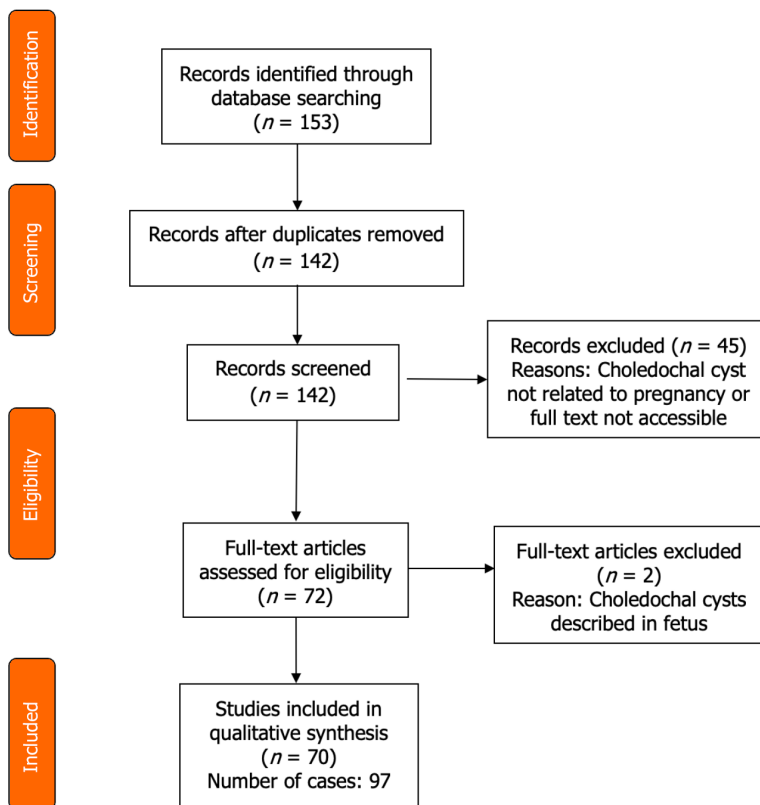 Identification
Records identified through
database searching
(n = 153)
Screening
Records after duplicates removed
(n = 142)
Records screened
(n = 142)
Records excluded (n = 45)
Reasons: Choledochal cyst
not related to pregnancy or
full text not accessible
Eligibility
Full-text articles
assessed for eligibility
(n = 72)
Full-text articles excluded
(n = 2)
Reason: Choledochal cysts
described in fetus
Included
Studies included in
qualitative synthesis
(n = 70)
Number of cases: 97